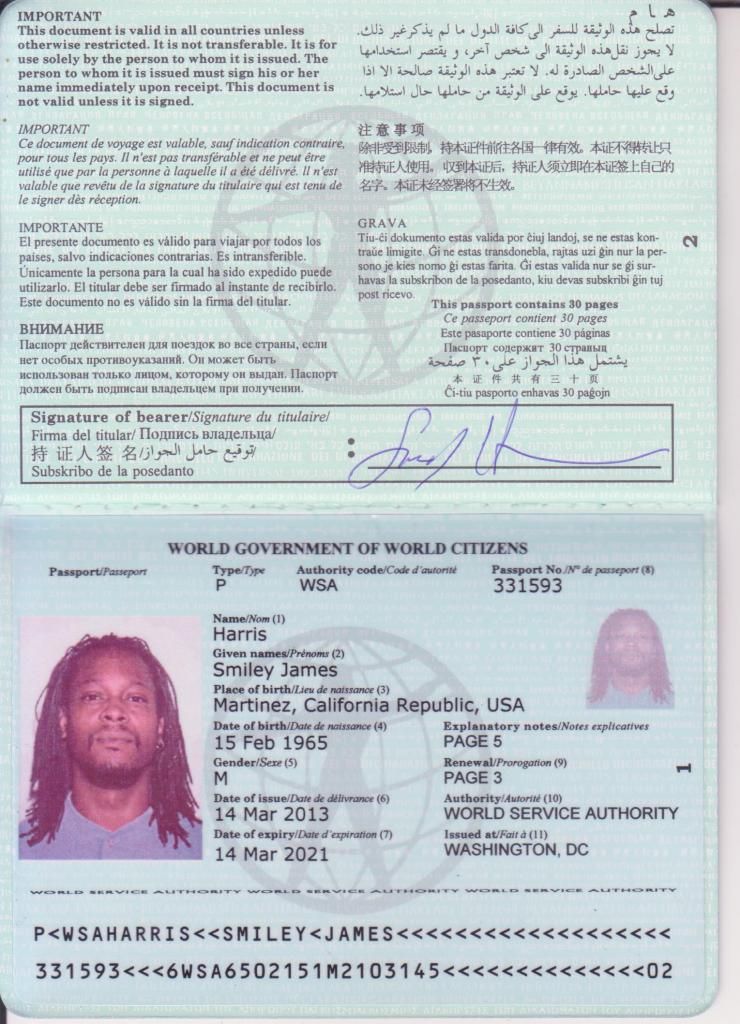 IMPORTANT
This document is valid in all countries unless
otherwise restricted. It is not transferable. It is for
use solely by the person to whom it is issued. The
person to whom it is issued must sign his or her
name immediately upon receipt. This document is
not valid unless it is signed.
IMPORTANT
Ce document de voyage est valable, sauf indication contraire,
pour tous les pays. Il n'est pas transférable et ne peut être
utilisé que par la personne à laquelle il a été délivré. Il n'est
valable que revêtu de la signature du titulaire qui est tenu de
le signer dès réception.
IMPORTANTE
El presente documento es válido para viajar por todos los
países, salvo indicaciones contrarias. Es intransferible.
Únicamente la persona para la cual ha sido expedido puede
utilizarlo. El titular debe ser firmado al instante de recibirlo.
Este documento no es válido sin la firma del titular.
ВНИМАНИЕ
Паспорт действителен для поездок во все страны, если
нет особых противоуказаний. Он может быть
использован только лицом, которому он выдан. Паспорт
должен быть подписан владельцем при получении.
هـ ا م
تصلح هذه الوثيقة للسفر الى كافة الدول ما لم يذكر غير ذلك.
لا يجوز نقل هذه الوثيقة الى شخص آخر، و يقتصر استخدامها
على الشخص الصادرة له. لا تعتبر هذه الوثيقة صالحة الا اذا
وقع عليها حاملها. يوقع على الوثيقة من حاملها حال استلامها.
注意事项
除非受到限制，持本证件前往各国一律有效。本证不得转让只
准持证人使用。收到本证后，持证人须立即在本证签上自己的
名字。本证未经签署将不生效。
GRAVA
Tiu-ĉi dokumento estas valida por ĉiuj landoj, se ne estas kon-
traŭe limigite. Ĝi ne estas transdonebla, rajtas uzi ĝin nur la per-
sono je kies nomo ĝi estas farita. Ĝi estas valida nur se ĝi sur-
havas la subskribon de la posedanto, kiu devas subskribi ĝin tuj
post ricevo.
This passport contains 30 pages
Ce passeport contient 30 pages
Este pasaporte contiene 30 páginas
Паспорт содержит 30 страниц
يشتمل هذا الجواز على ٣٠ صفحة
本证件共有三十页
Ĉi-tiu pasporto enhavas 30 paĝojn
2
Signature of bearer/Signature du titulaire/
Firma del titular/ Подпись владельца/
持 证 人 签 名/توقيع حامل الجواز/
Subskribo de la posedanto
:
WORLD GOVERNMENT OF WORLD CITIZENS
Passport/Passeport Type/Type Authority code/Code d'autorité Passport No./N° de passeport (8)
P WSA 331593
Name/Nom (1)
Harris
Given names/Prénoms (2)
Smiley James
Place of birth/Lieu de naissance (3)
Martinez, California Republic, USA
Date of birth/Date de naissance (4) Explanatory notes/Notes explicatives
15 Feb 1965 PAGE 5
Gender/Sexe (5) Renewal/Prorogation (9)
M PAGE 3
Date of issue/Date de délivrance (6) Authority/Autorité (10)
14 Mar 2013 WORLD SERVICE AUTHORITY
Date of expiry/Date d'expiration (7) Issued at/Fait à (11)
14 Mar 2021 WASHINGTON, DC
1
WORLD SERVICE AUTHORITY WORLD SERVICE AUTHORITY WORLD SERVICE AUTHORITY
P<WSAHARRIS<<SMILEY<JAMES<<<<<<<<<<<<<<<<<<<
331593<<<6WSA6502151M2103145<<<<<<<<<<<<<<02